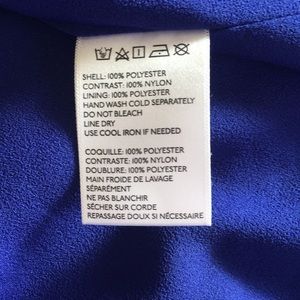 SHELL: 100% POLYESTER
CONTRAST: 100% NYLON
LINING: 100% POLYESTER
HAND WASH COLD SEPARATELY
DO NOT BLEACH
LINE DRY
USE COOL IRON IF NEEDED
COQUILLE: 100% POLYESTER
CONTRASTE: 100% NYLON
DOUBLURE: 100% POLYESTER
MAIN FROIDE DE LAVAGE
SÉPARÉMENT
NE PAS BLANCHIR
SÉCHER SUR CORDE
REPASSAGE DOUX SI NÉCESSAIRE